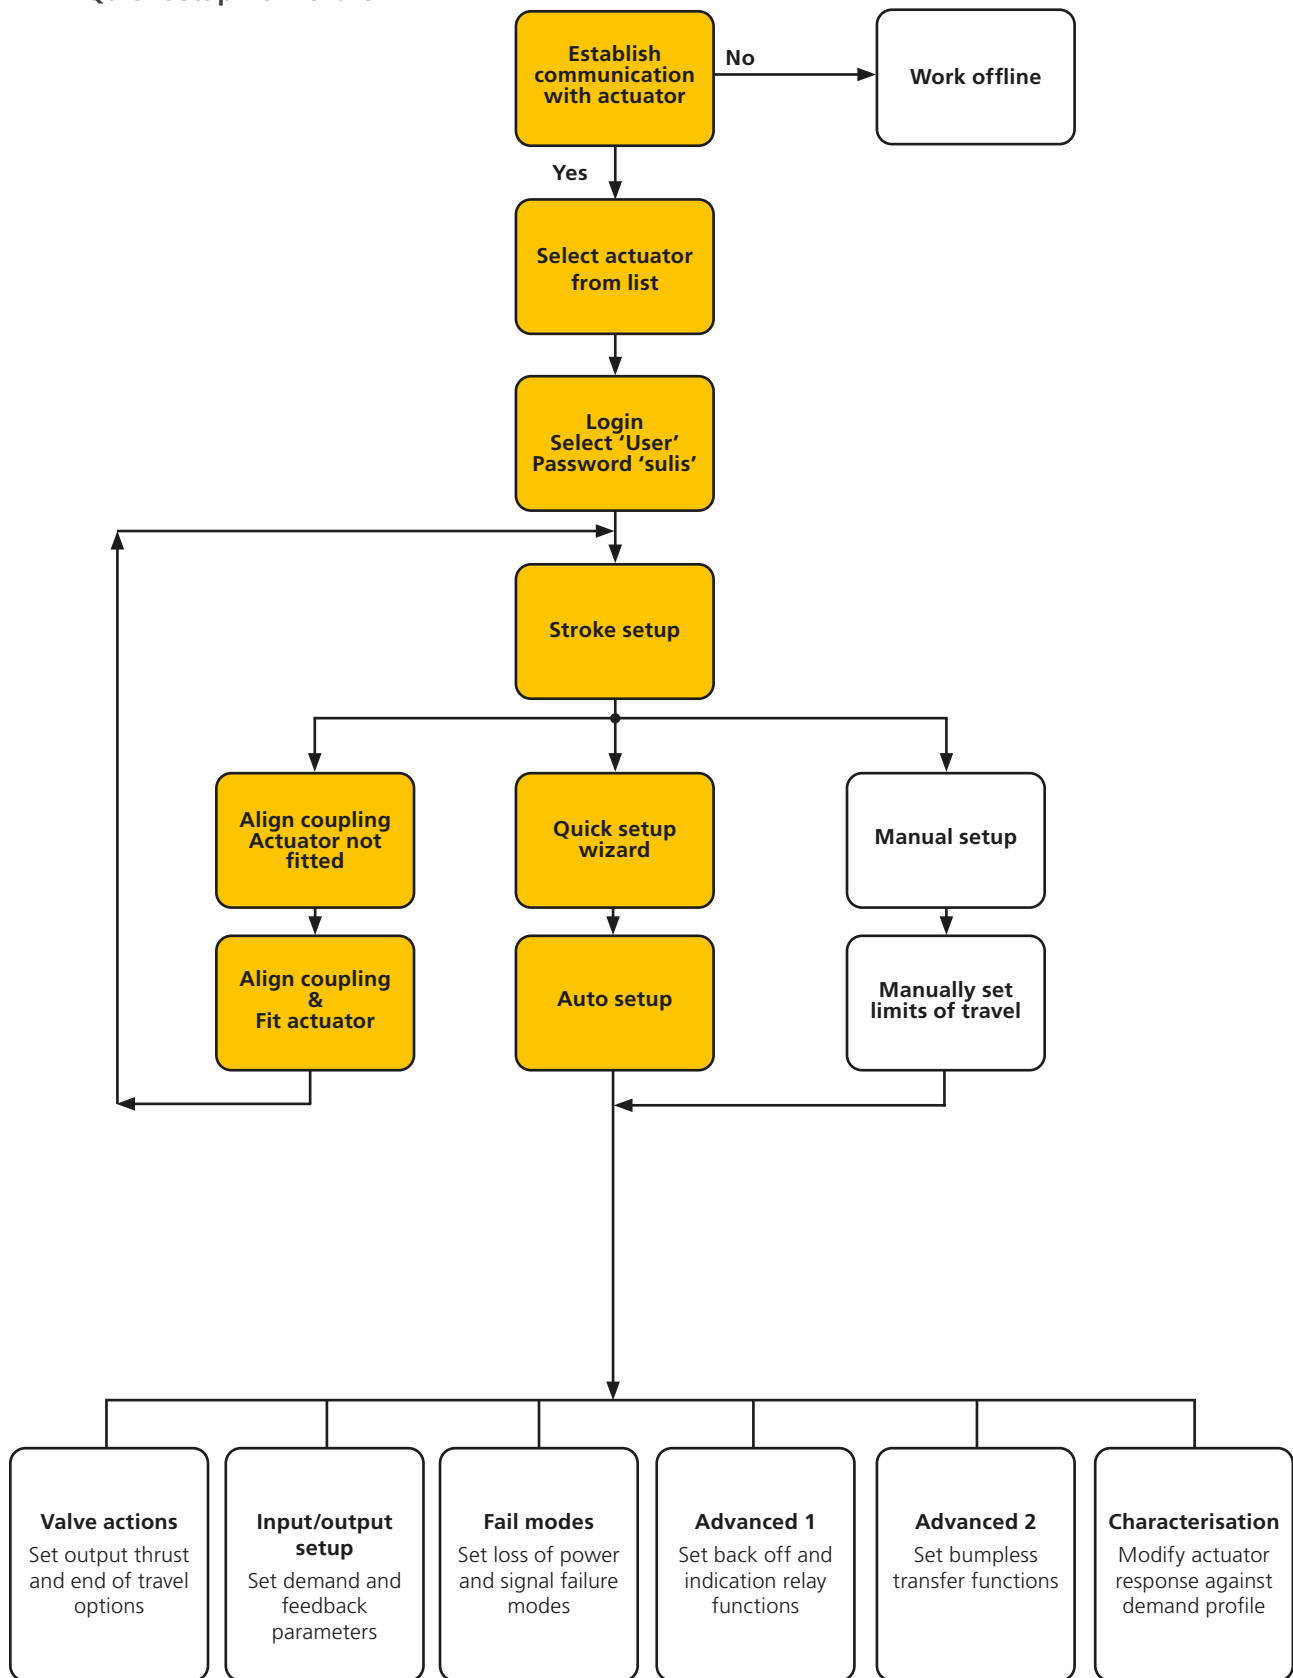 Establish
communication
with actuator
No
Work offline
Yes
Select actuator
from list
Login
Select ‘User’
Password ‘sulis’
Stroke setup
Align coupling
Actuator not
fitted
Quick setup
wizard
Manual setup
Align coupling
&
Fit actuator
Auto setup
Manually set
limits of travel
Valve actions
Set output thrust
and end of travel
options
Input/output
setup
Set demand and
feedback
parameters
Fail modes
Set loss of power
and signal failure
modes
Advanced 1
Set back off and
indication relay
functions
Advanced 2
Set bumpless
transfer functions
Characterisation
Modify actuator
response against
demand profile